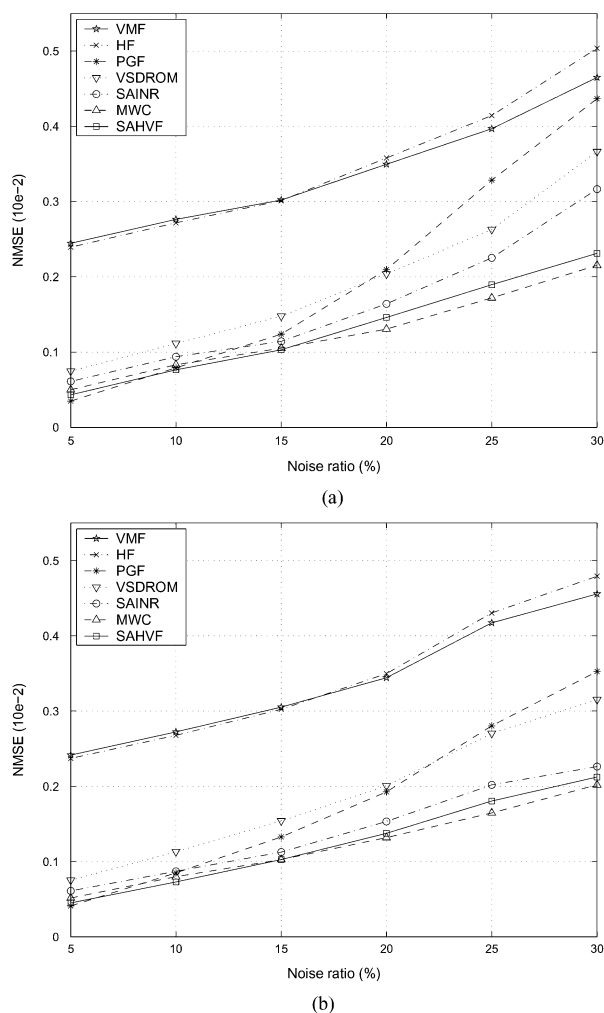 VMF
HF
PGF
VSDROM
SAINR
MWC
SAHVF
NMSE (10e−2)
0.5
0.4
0.3
0.2
0.1
0
5
10
15
20
25
30
Noise ratio (%)
(a)
VMF
HF
PGF
VSDROM
SAINR
MWC
SAHVF
NMSE (10e−2)
0.5
0.4
0.3
0.2
0.1
0
5
10
15
20
25
30
Noise ratio (%)
(b)